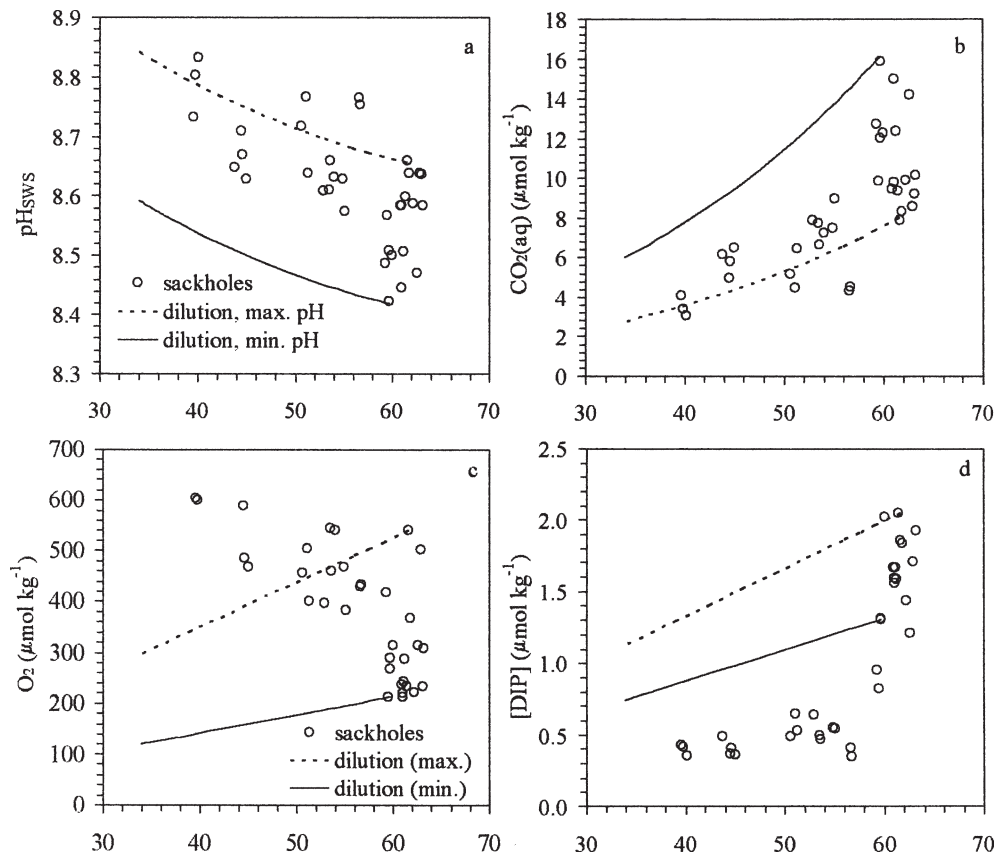 a
8.9
8.8
8.7
8.6
8.5
8.4
8.3
pHSWS
sackholes
dilution, max. pH
dilution, min. pH
30 40 50 60 70
b
18
16
14
12
10
8
6
4
2
0
CO2(aq) (µmol kg-1)
30 40 50 60 70
c
700
600
500
400
300
200
100
0
O2 (µmol kg-1)
sackholes
dilution (max.)
dilution (min.)
30 40 50 60 70
d
2.5
2.0
1.5
1.0
0.5
0.0
[DIP] (µmol kg-1)
30 40 50 60 70